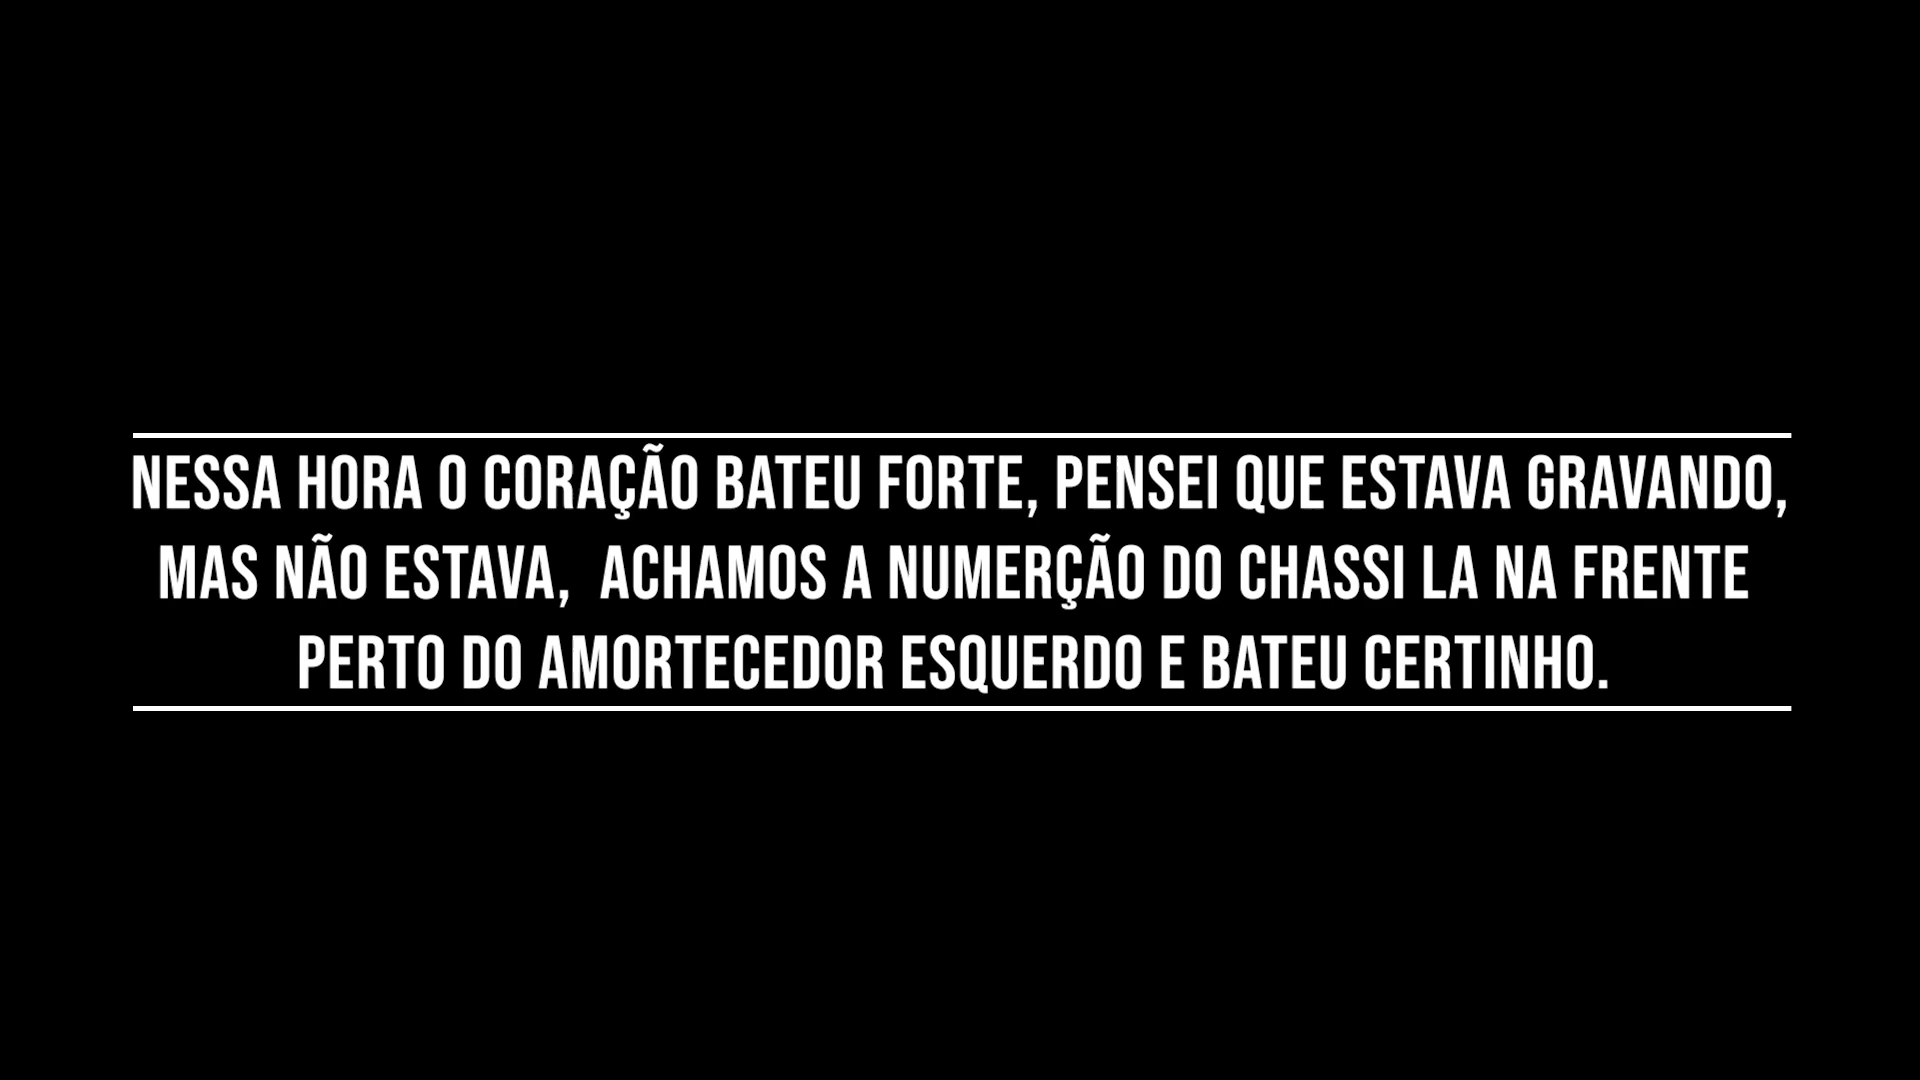 NESSA HORA O CORAÇÃO BATEU FORTE, PENSEI QUE ESTAVA GRAVANDO,
MAS NÃO ESTAVA,  ACHAMOS A NUMERÇÃO DO CHASSI LA NA FRENTE
PERTO DO AMORTECEDOR ESQUERDO E BATEU CERTINHO.